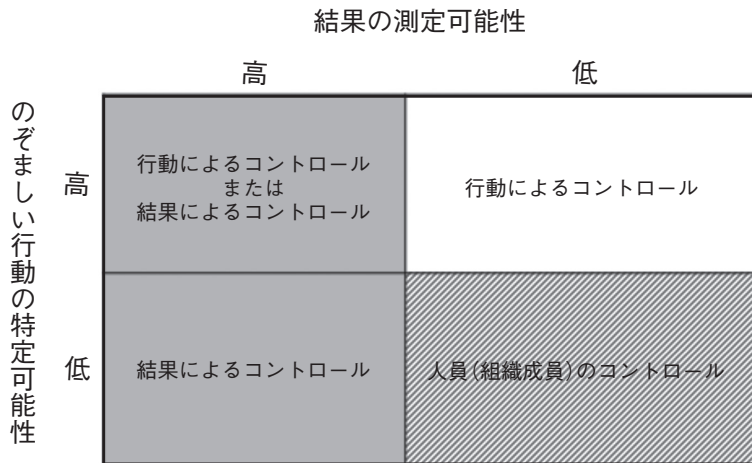 結果の測定可能性
高
低
のぞましい行動の特定可能性
高
行動によるコントロール
または
結果によるコントロール
行動によるコントロール
低
結果によるコントロール
人員(組織成員)のコントロール